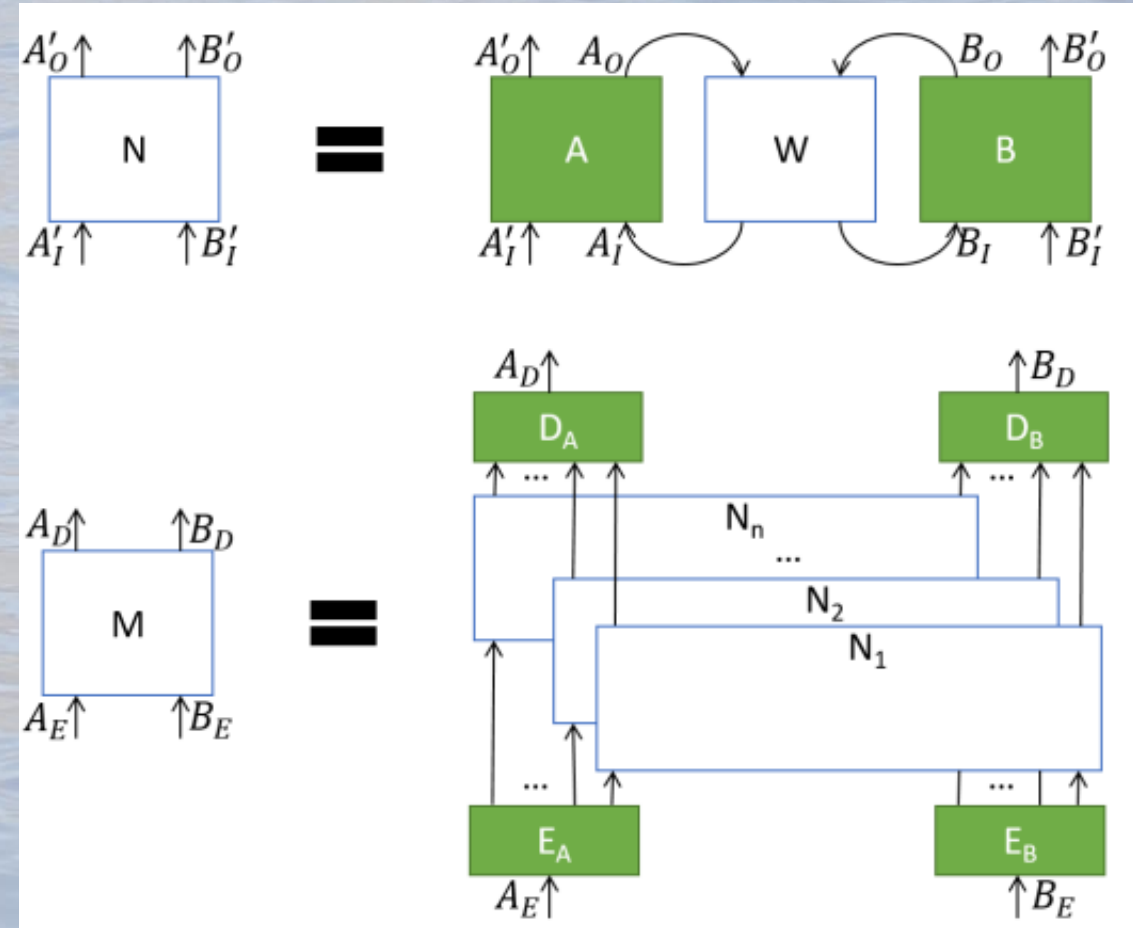 A′_O B′_O A′_O A_O B_O B′_O
N = A W B
A′_I B′_I A′_I A_I B_I B′_I
A_D B_D
D_A D_B
... ...
N_n
...
A_D B_D N_2
M = N_1
A_E B_E
... ...
E_A E_B
A_E B_E